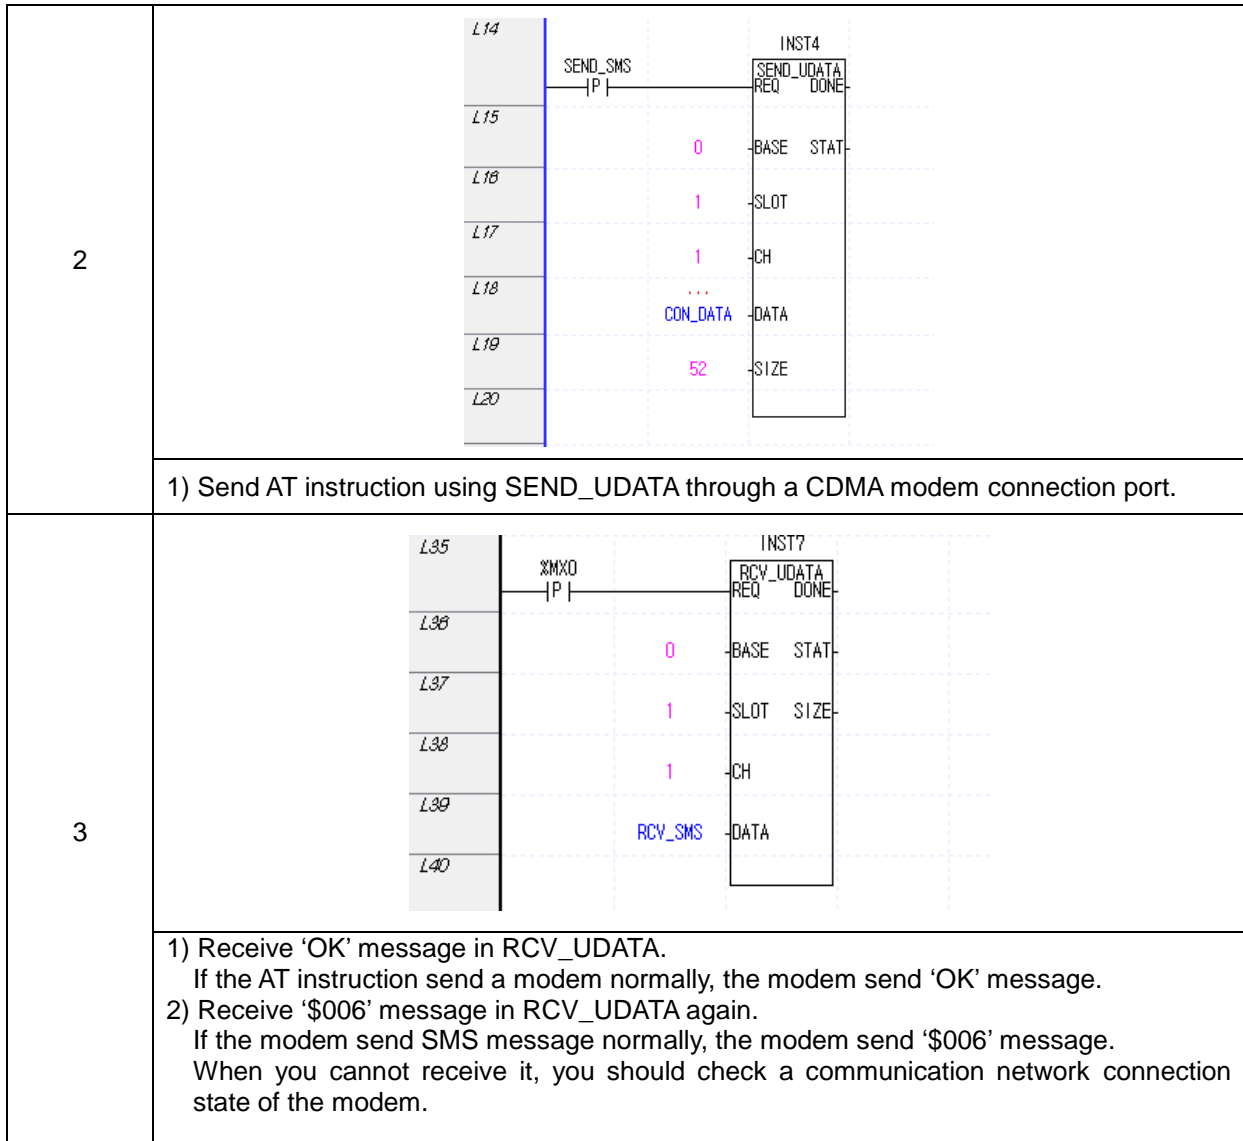 2
L14
INST4
SEND_SMS
SEND_UDATA
P
REQ DONE
L15
0 BASE STAT
L16
1 SLOT
L17
1 CH
L18
...
CON_DATA DATA
L19
52 SIZE
L20
1) Send AT instruction using SEND_UDATA through a CDMA modem connection port.
3
L35
INST7
%MX0
RCV_UDATA
P
REQ DONE
L36
0 BASE STAT
L37
1 SLOT SIZE
L38
1 CH
L39
RCV_SMS DATA
L40
1) Receive ‘OK’ message in RCV_UDATA.
If the AT instruction send a modem normally, the modem send ‘OK’ message.
2) Receive ‘$006’ message in RCV_UDATA again.
If the modem send SMS message normally, the modem send ‘$006’ message.
When you cannot receive it, you should check a communication network connection
state of the modem.